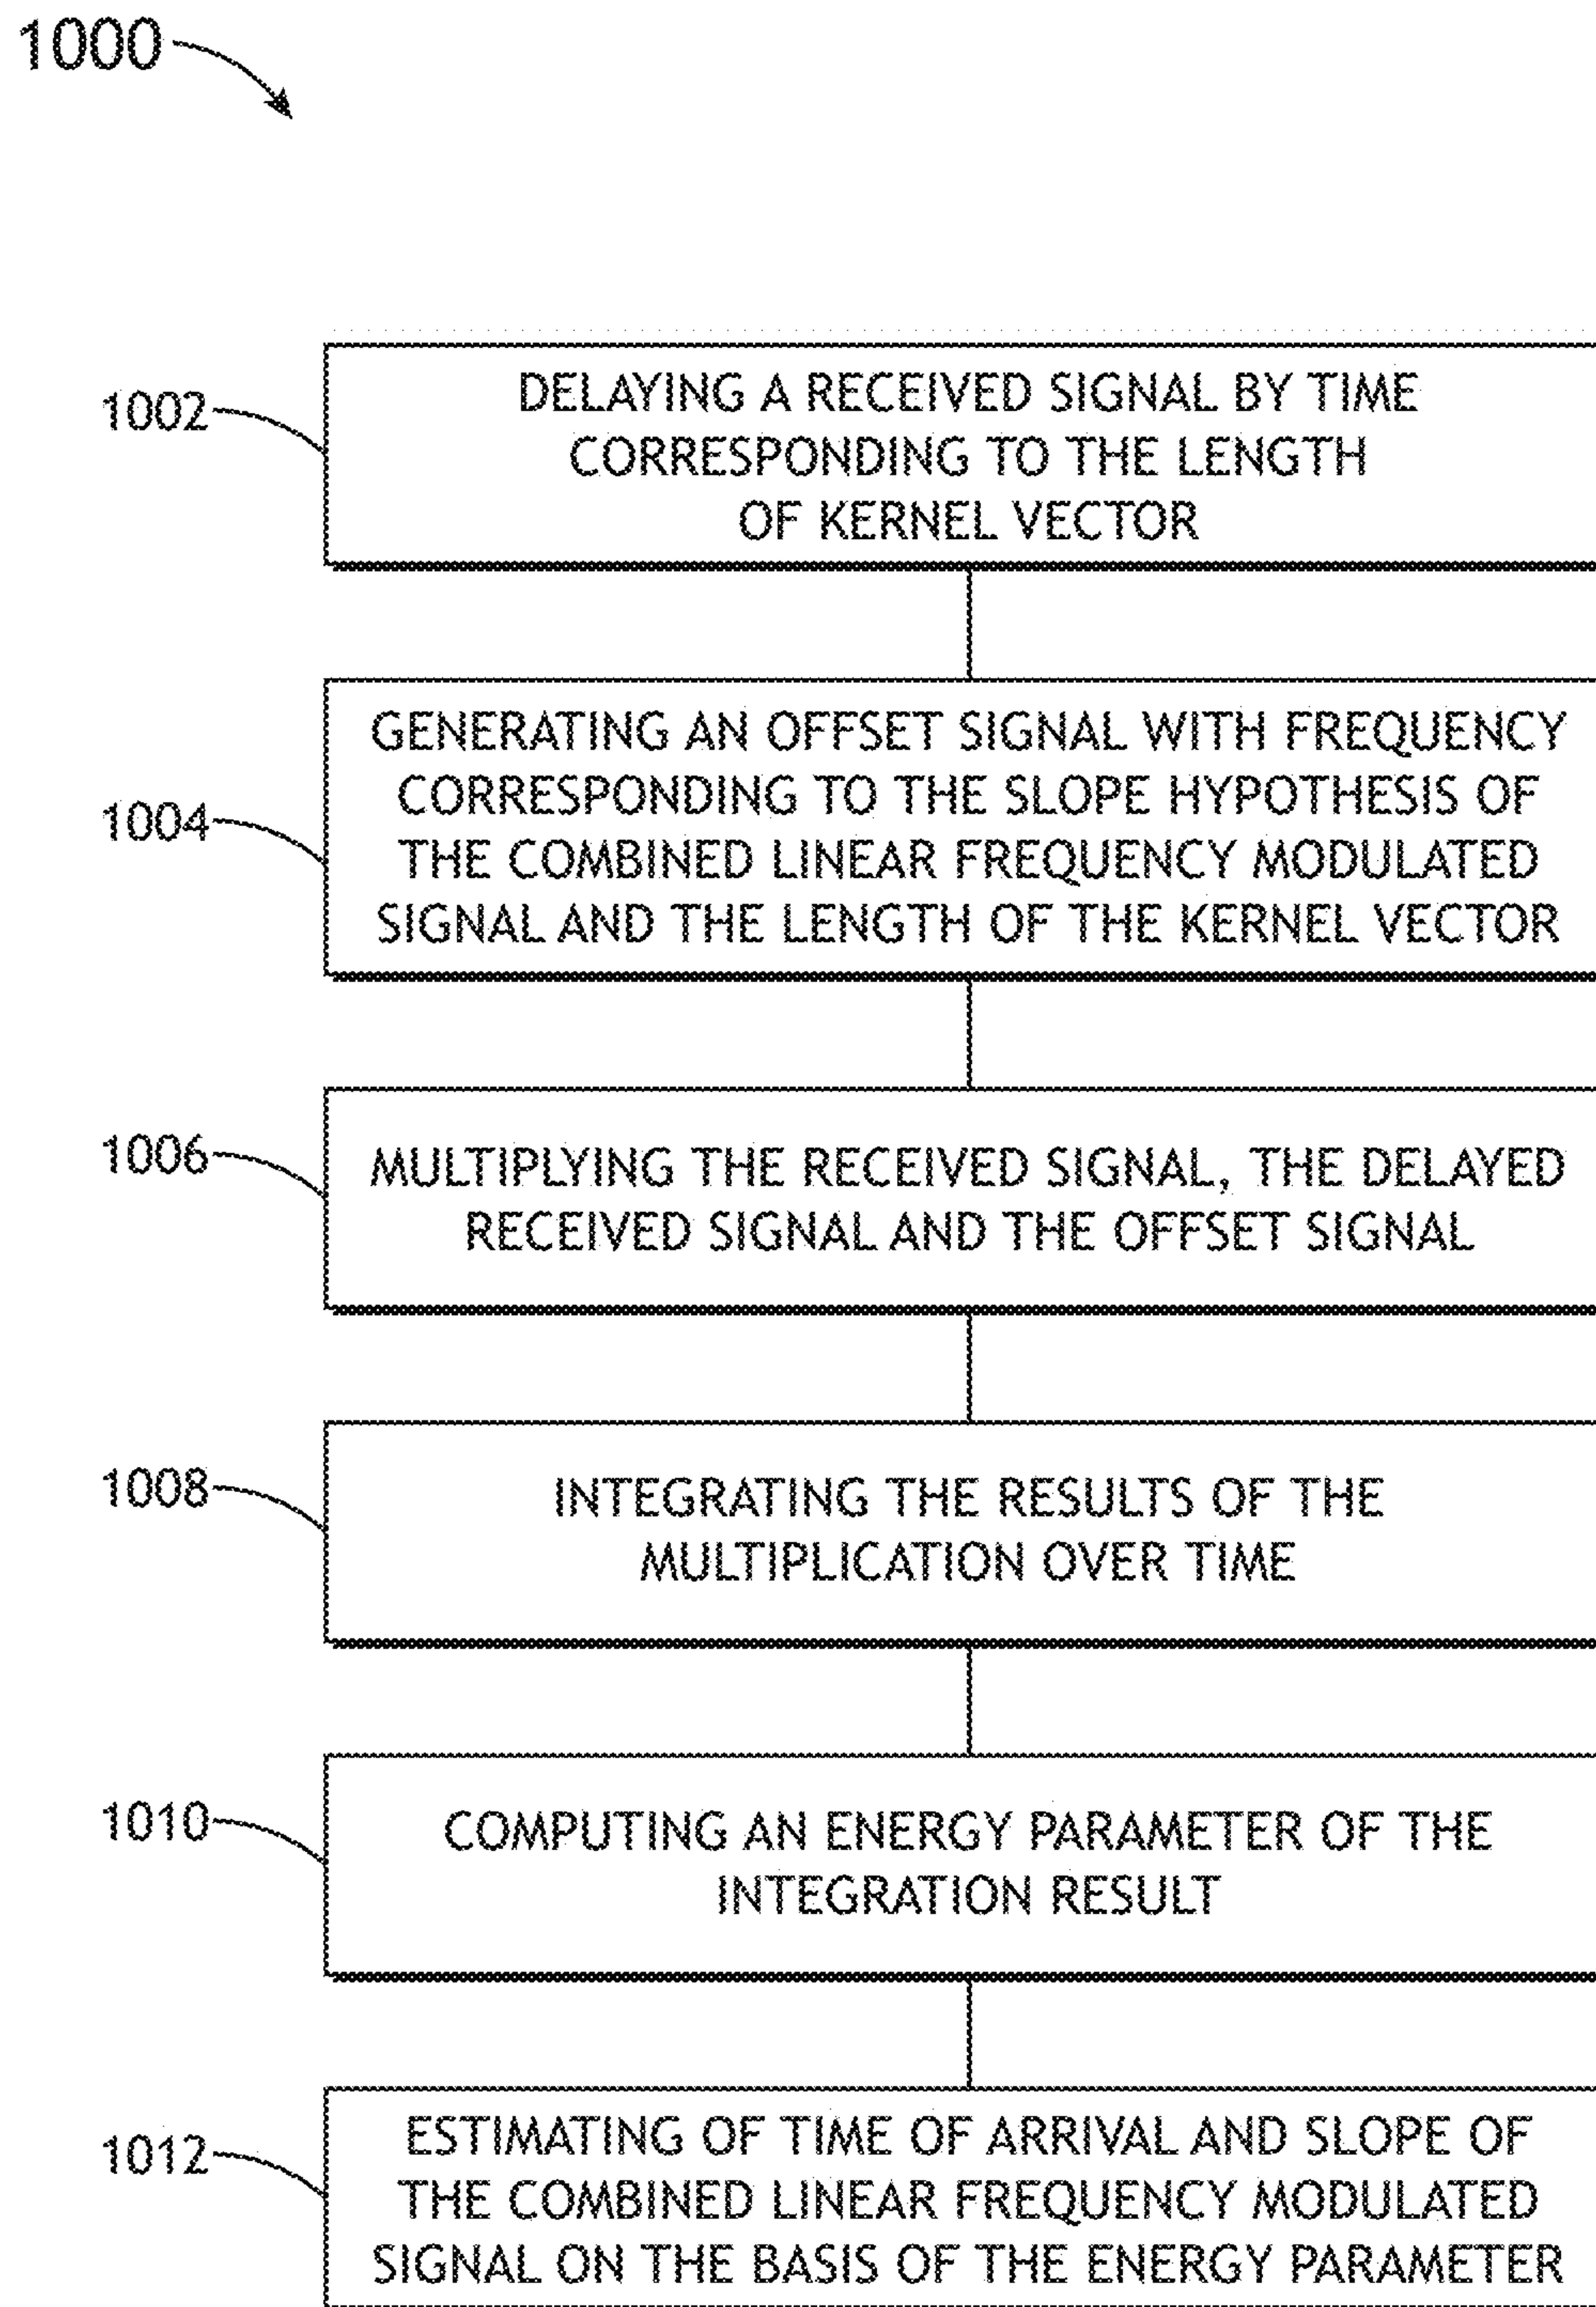 1000
1002
DELAYING A RECEIVED SIGNAL BY TIME
CORRESPONDING TO THE LENGTH
OF KERNEL VECTOR
1004
GENERATING AN OFFSET SIGNAL WITH FREQUENCY
CORRESPONDING TO THE SLOPE HYPOTHESIS OF
THE COMBINED LINEAR FREQUENCY MODULATED
SIGNAL AND THE LENGTH OF THE KERNEL VECTOR
1006
MULTIPLYING THE RECEIVED SIGNAL, THE DELAYED
RECEIVED SIGNAL AND THE OFFSET SIGNAL
1008
INTEGRATING THE RESULTS OF THE
MULTIPLICATION OVER TIME
1010
COMPUTING AN ENERGY PARAMETER OF THE
INTEGRATION RESULT
1012
ESTIMATING OF TIME OF ARRIVAL AND SLOPE OF
THE COMBINED LINEAR FREQUENCY MODULATED
SIGNAL ON THE BASIS OF THE ENERGY PARAMETER